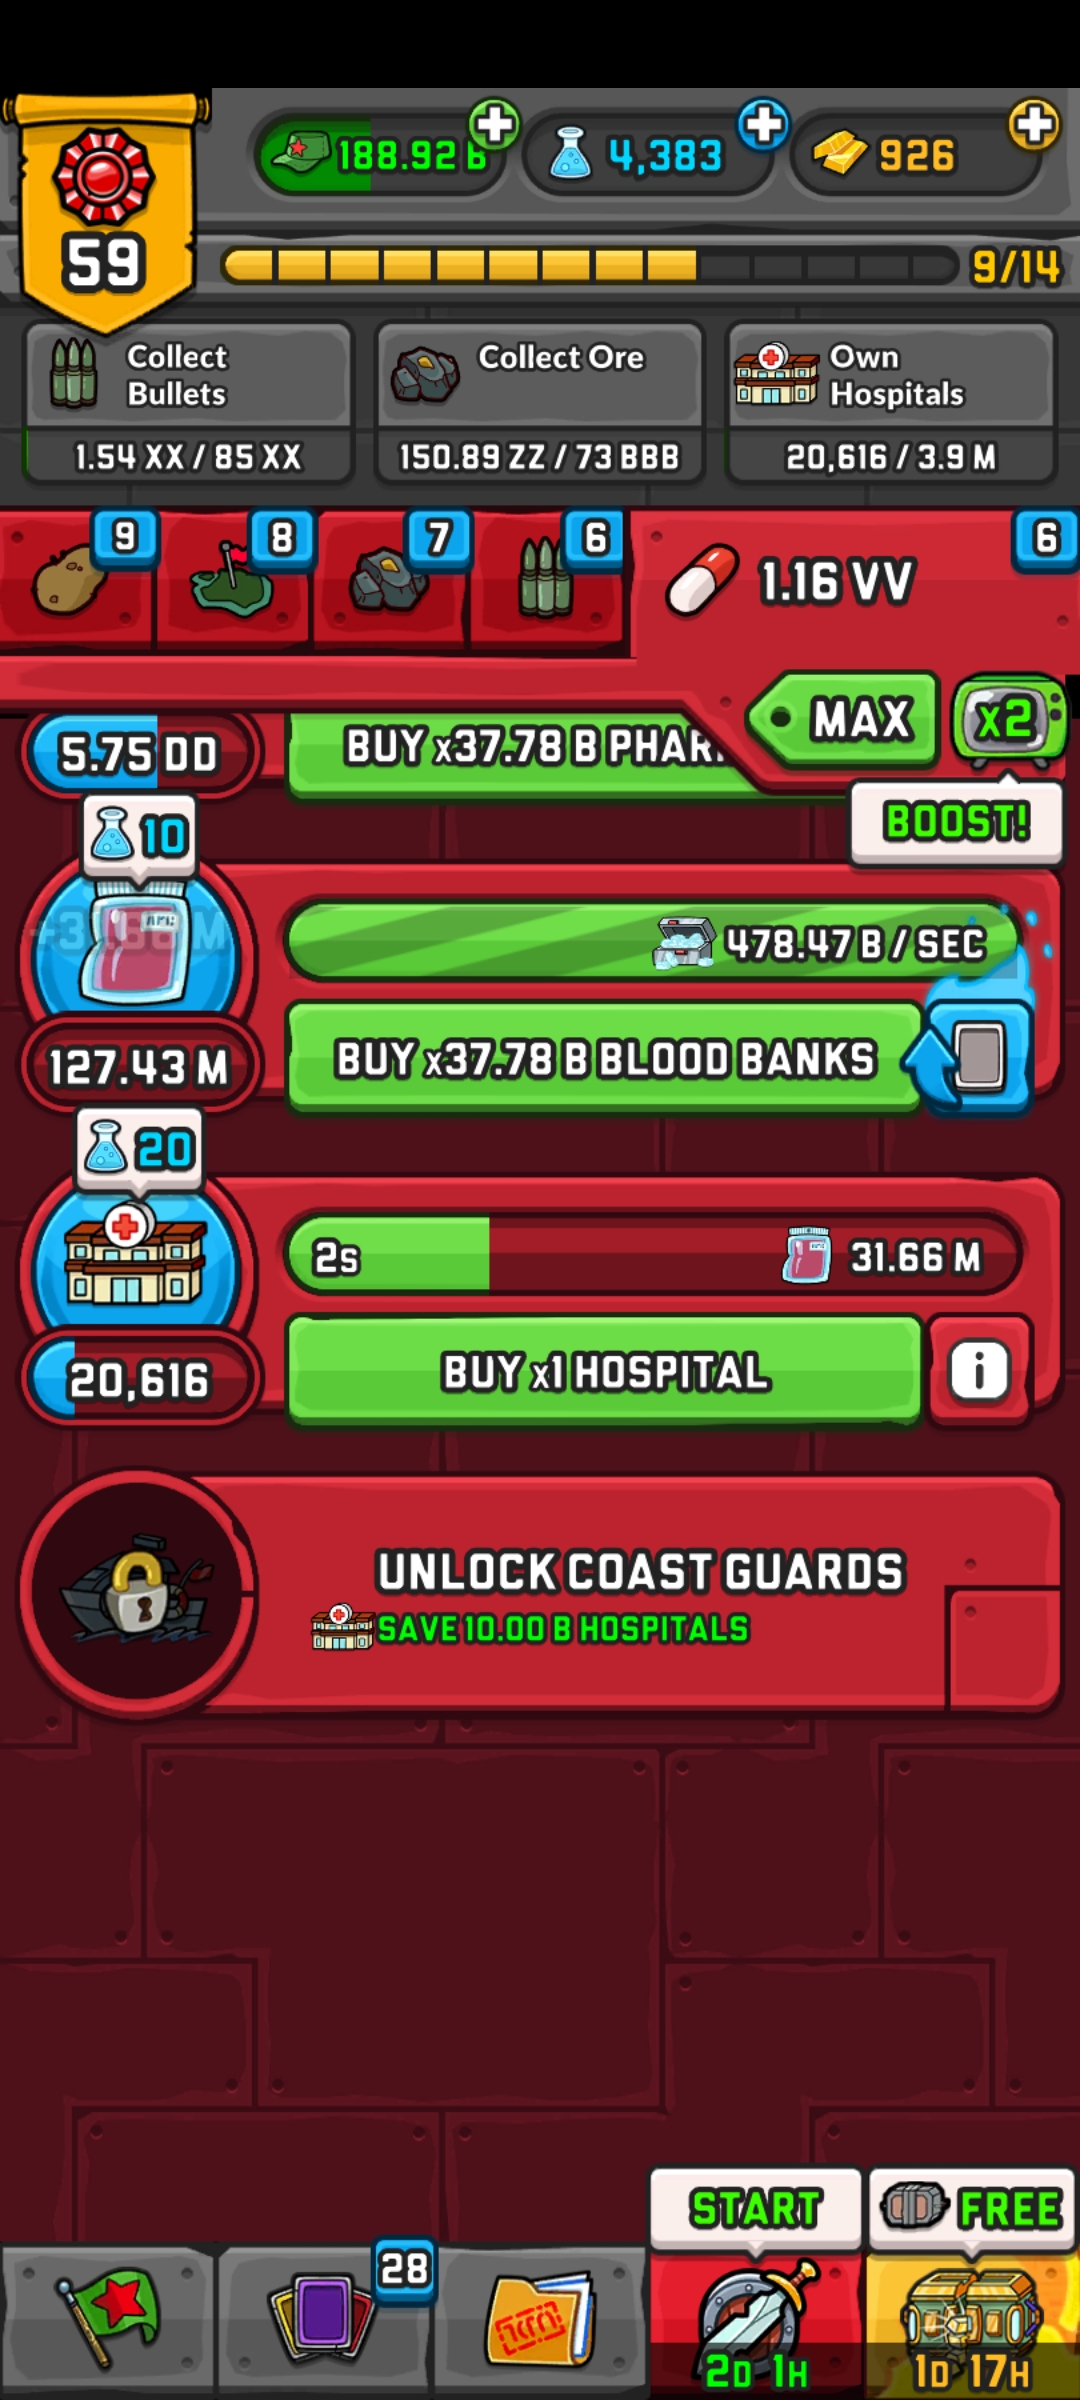 188.92 B
4,383
926
59
9/14
Collect
Bullets
Collect Ore
Own
Hospitals
1.54 XX / 85 XX
150.89 ZZ / 73 BBB
20,616 / 3.9 M
9
8
7
6
1.16 VV
6
MAX
x2
5.75 DD
BUY x37.78 B PHAR
BOOST!
10
478.47 B / SEC
127.43 M
BUY x37.78 B BLOOD BANKS
20
2s
31.66 M
20,616
BUY x1 HOSPITAL
i
UNLOCK COAST GUARDS
SAVE 10.00 B HOSPITALS
START
FREE
28
2D 1H
1D 17H